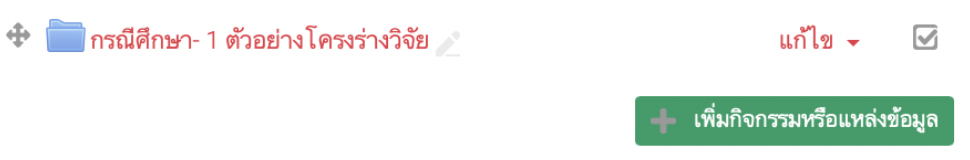 กรณีศึกษา- 1 ตัวอย่างโครงร่างวิจัย แก้ไข
เพิ่มกิจกรรมหรือแหล่งข้อมูล